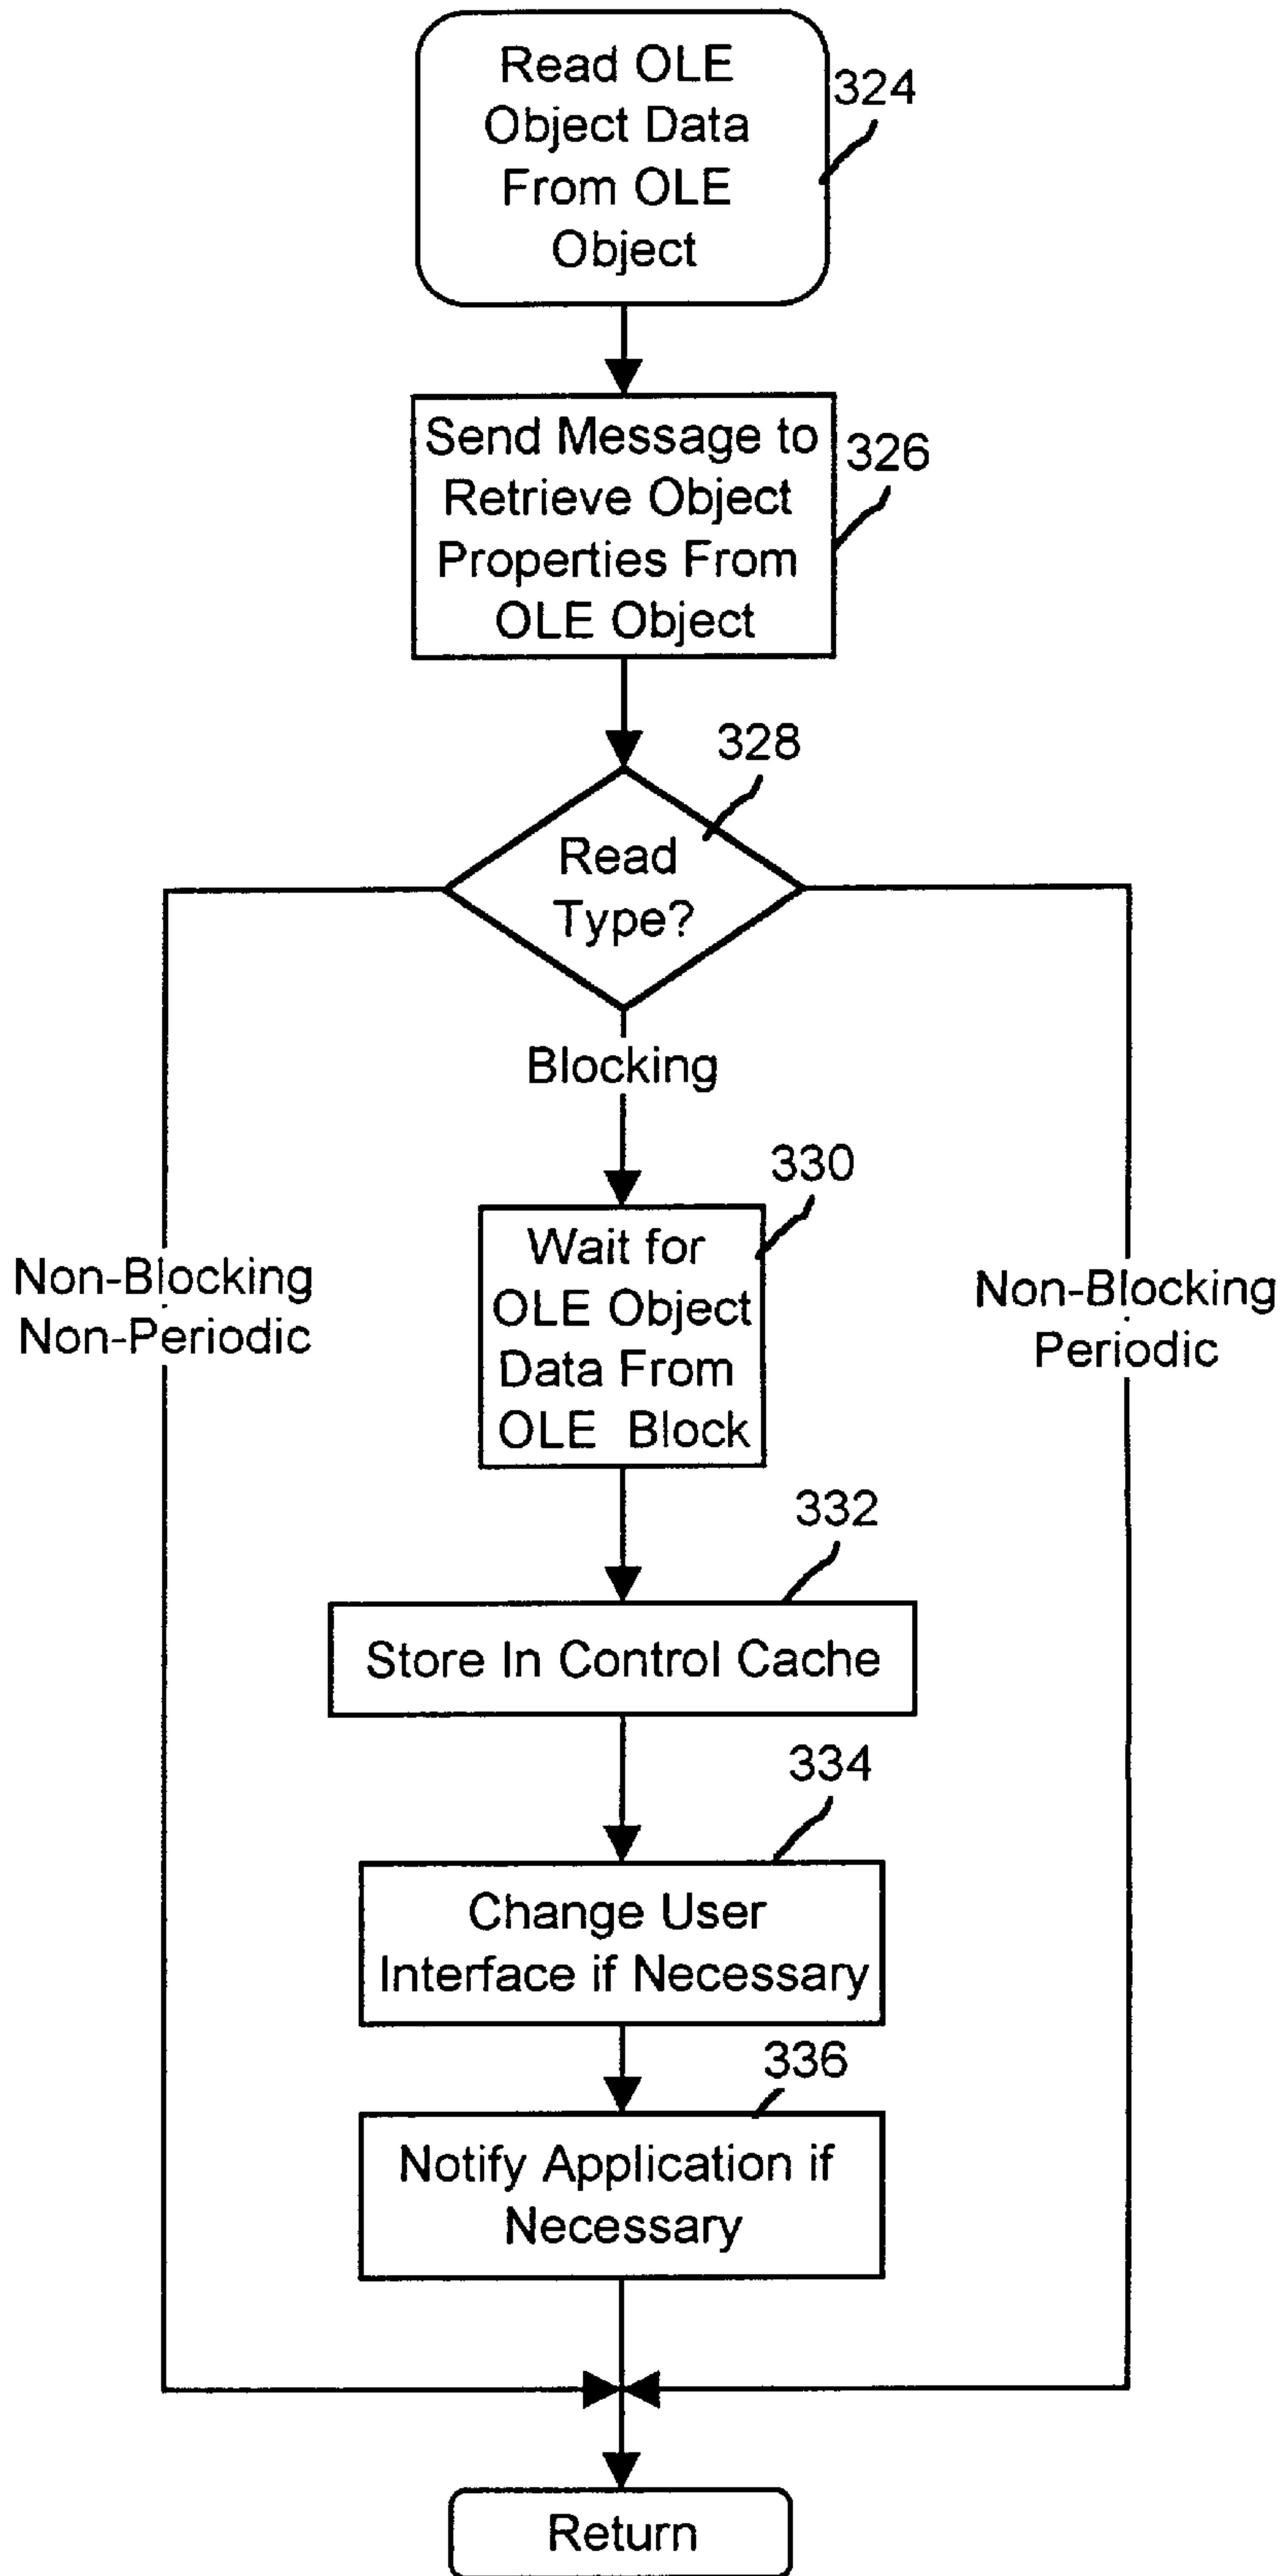 Read OLE
Object Data
From OLE
Object
324
Send Message to
Retrieve Object
Properties From
OLE Object
326
328
Read
Type?
Blocking
Non-Blocking
Non-Periodic
Non-Blocking
Periodic
330
Wait for
OLE Object
Data From
OLE Block
332
Store In Control Cache
334
Change User
Interface if Necessary
336
Notify Application if
Necessary
Return